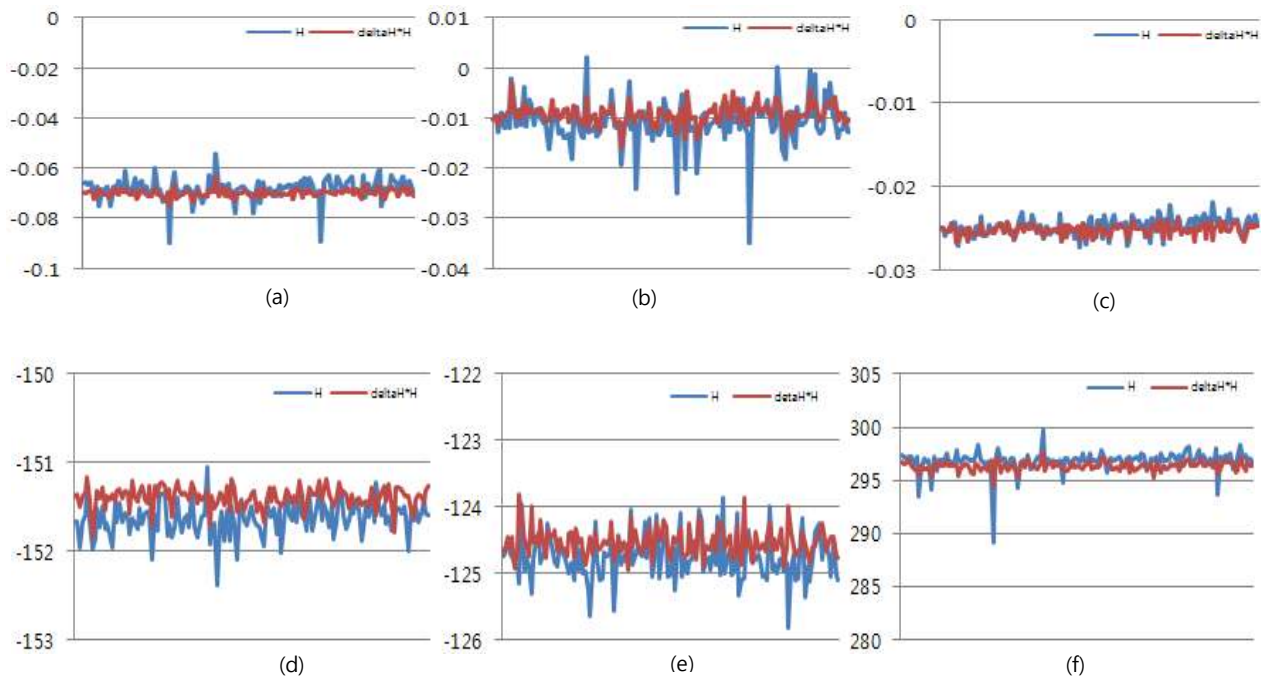 0
-0.02
-0.04
-0.06
-0.08
-0.1
H deltaH*H
(a)
0.01
0
-0.01
-0.02
-0.03
-0.04
H deltaH*H
(b)
0
-0.01
-0.02
-0.03
H deltaH*H
(c)
-150
-151
-152
-153
H deltaH*H
(d)
-122
-123
-124
-125
-126
H detaH*H
(e)
305
300
295
290
285
280
H deltaH*H
(f)